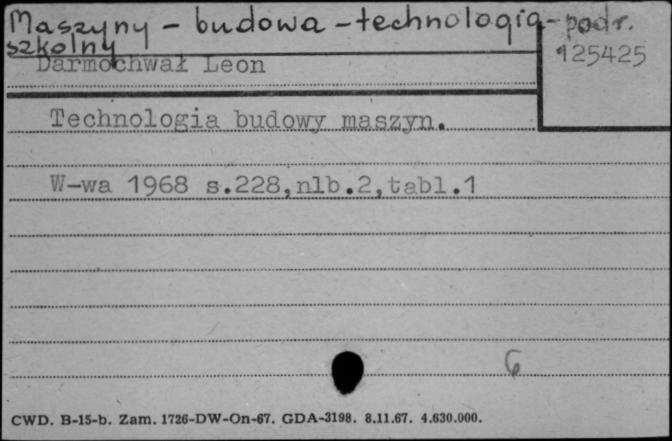 Maszyny - budowa - technologia - podr.
szkolny
125425
Darmochwał Leon
Technologia budowy maszyn.
W-wa 1968 s.228,nlb.2,tabl.1
6
CWD. B-15-b. Zam. 1726-DW-On-67. GDA-3198. 8.11.67. 4.630.000.